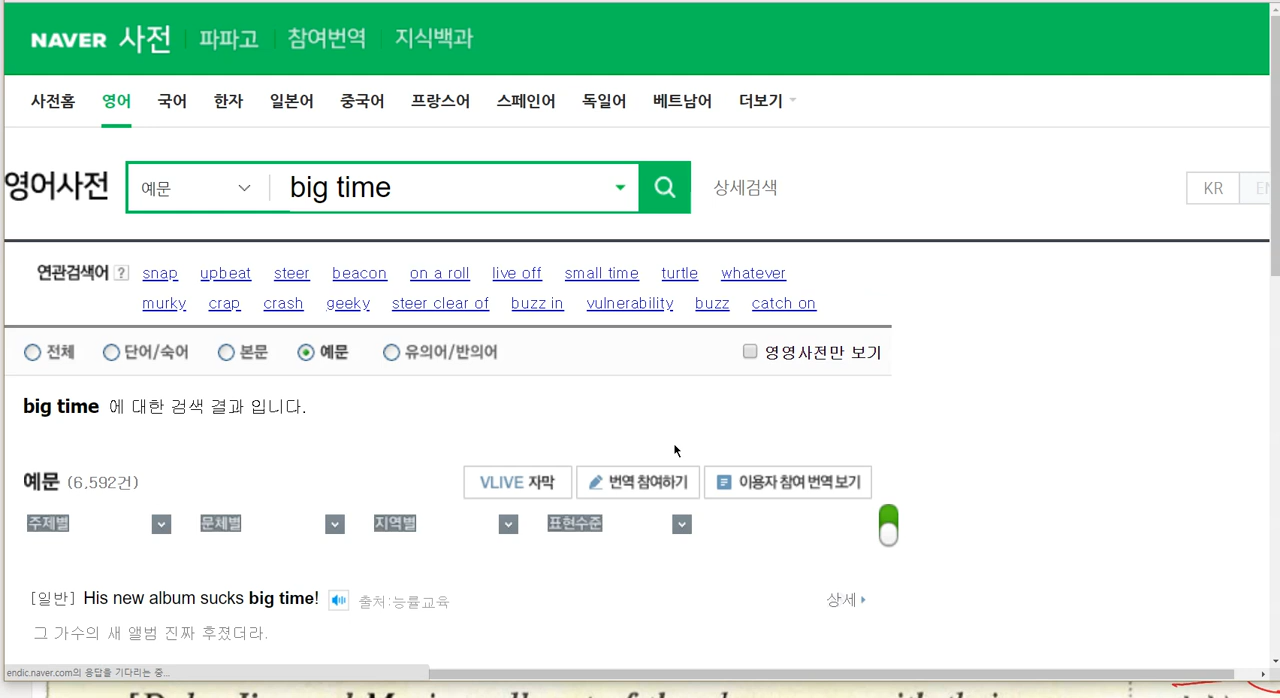 NAVER 사전 파파고 참여번역 지식백과
사전홈 영어 국어 한자 일본어 중국어 프랑스어 스페인어 독일어 베트남어 더보기
영어사전 예문 big time 상세검색 KR EN
연관검색어 ? snap upbeat steer beacon on a roll live off small time turtle whatever
murky crap crash geeky steer clear of buzz in vulnerability buzz catch on
전체 단어/숙어 본문 예문 유의어/반의어 영영사전만 보기
big time 에 대한 검색 결과 입니다.
예문 (6,592건) VLIVE 자막 번역 참여하기 이용자 참여 번역 보기
주제별 문체별 지역별 표현수준
[일반] His new album sucks big time! 출처:능률교육 상세
그 가수의 새 앨범 진짜 후졌더라.
endic.naver.com의 응답을 기다리는 중...